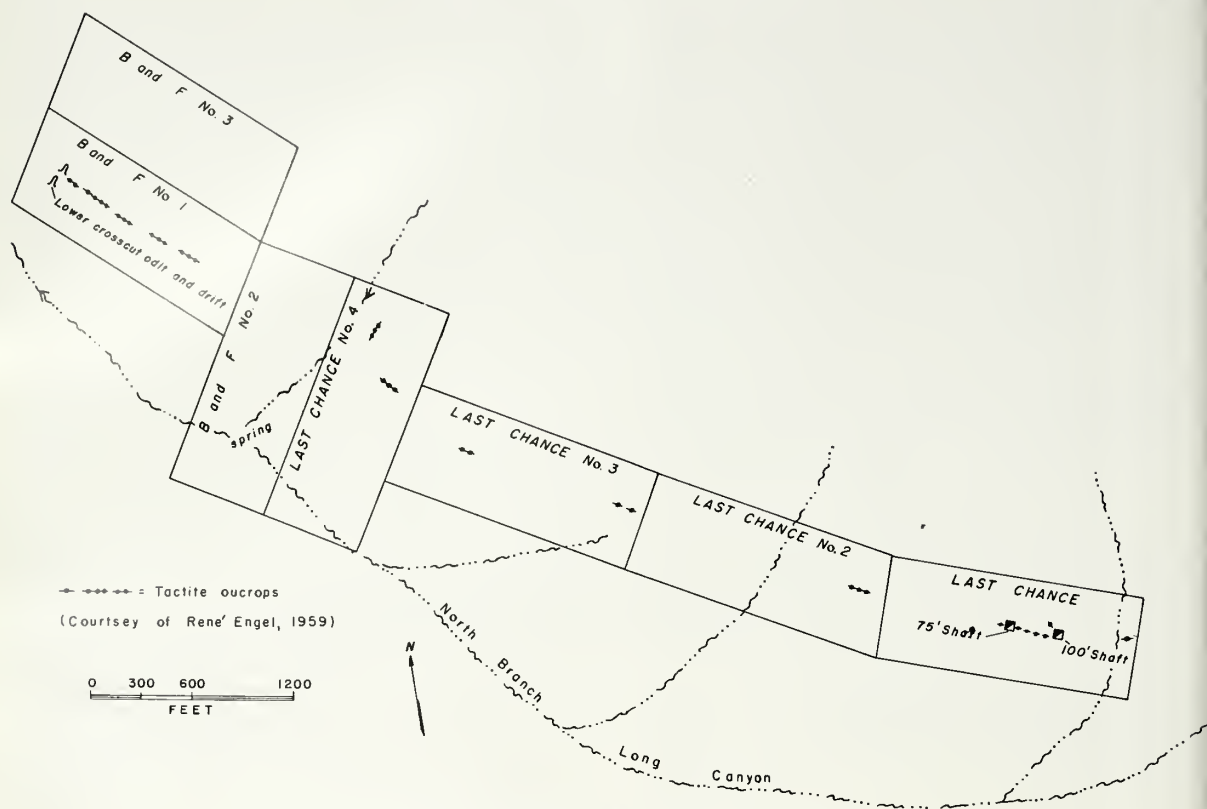 B and F No. 3
B and F No 1
Lower crosscut adit and drift
B and F No. 2
LAST CHANCE No. 4
spring
LAST CHANCE No. 3
LAST CHANCE No. 2
LAST CHANCE
75' Shaft
100' Shaft
= Tactite oucrops
(Courtsey of Rene' Engel, 1959)
N
North Branch
Long Canyon
0 300 600 1200
FEET